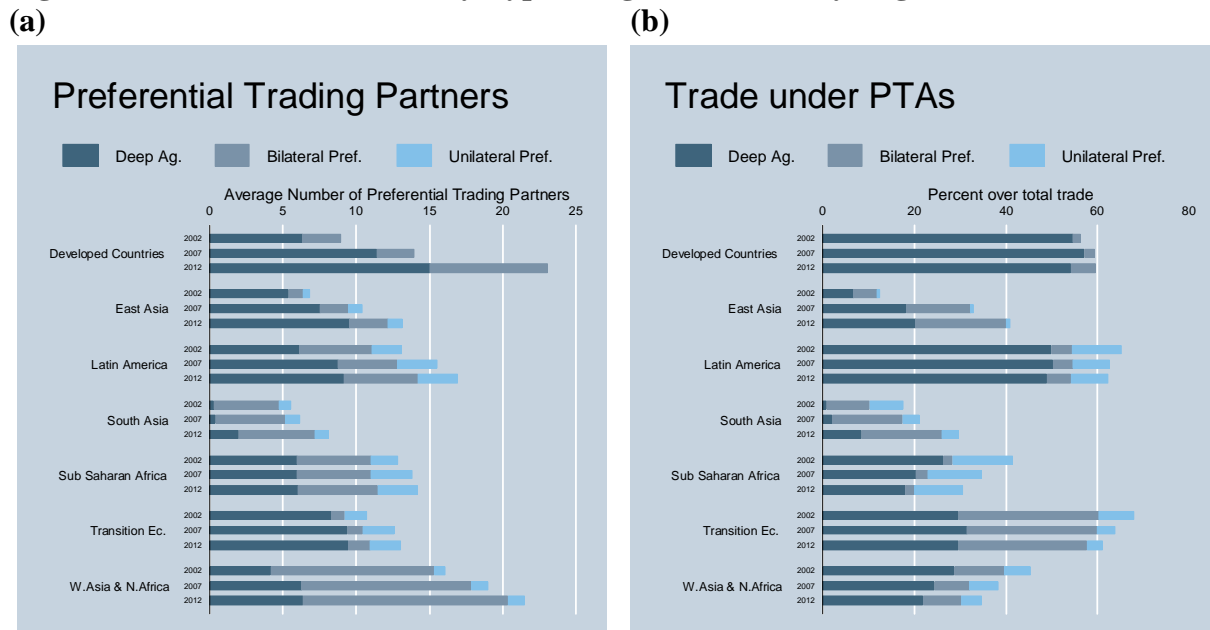 (a)
Preferential Trading Partners
Deep Ag. Bilateral Pref. Unilateral Pref.
Average Number of Preferential Trading Partners
0 5 10 15 20 25
2002
Developed Countries 2007
2012
2002
East Asia 2007
2012
2002
Latin America 2007
2012
2002
South Asia 2007
2012
2002
Sub Saharan Africa 2007
2012
2002
Transition Ec. 2007
2012
2002
W.Asia & N.Africa 2007
2012
(b)
Trade under PTAs
Deep Ag. Bilateral Pref. Unilateral Pref.
Percent over total trade
0 20 40 60 80
2002
Developed Countries 2007
2012
2002
East Asia 2007
2012
2002
Latin America 2007
2012
2002
South Asia 2007
2012
2002
Sub Saharan Africa 2007
2012
2002
Transition Ec. 2007
2012
2002
W.Asia & N.Africa 2007
2012